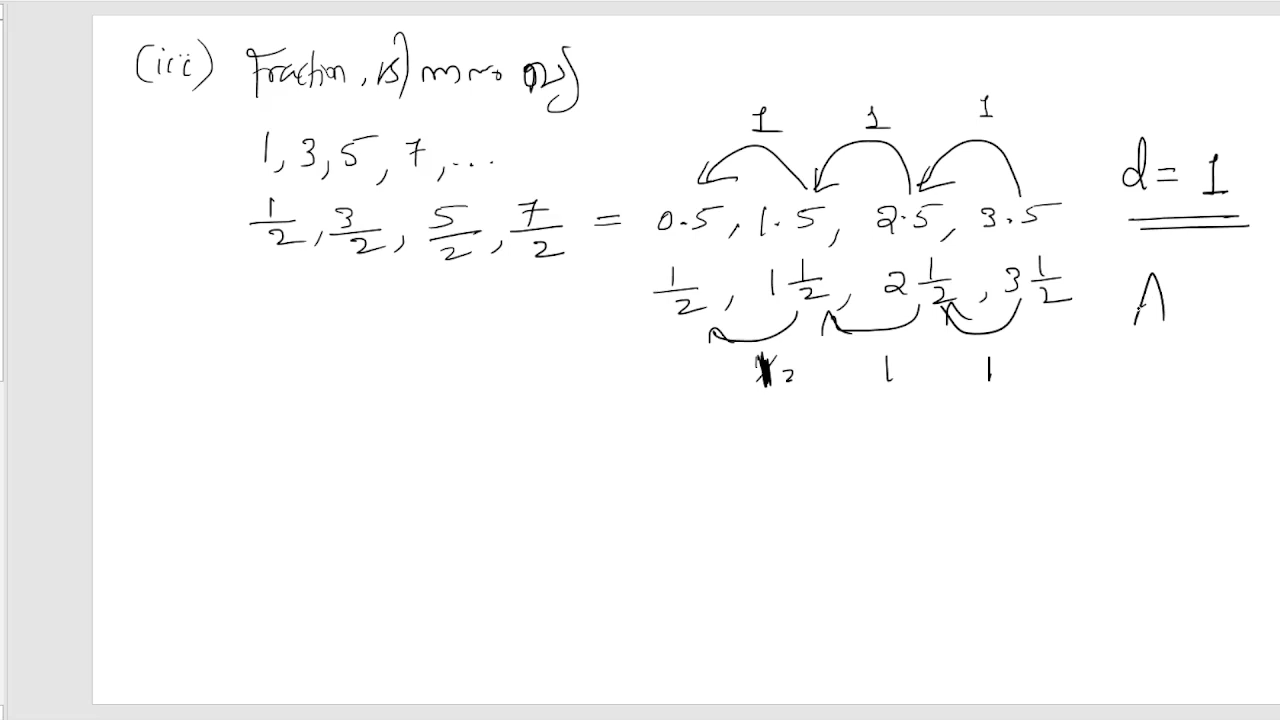 (iii) Fraction,
1, 3, 5, 7, ...
1 1 1
1/2, 3/2, 5/2, 7/2 = 0.5, 1.5, 2.5, 3.5 d = 1
1/2, 1 1/2, 2 1/2, 3 1/2
2 1 1